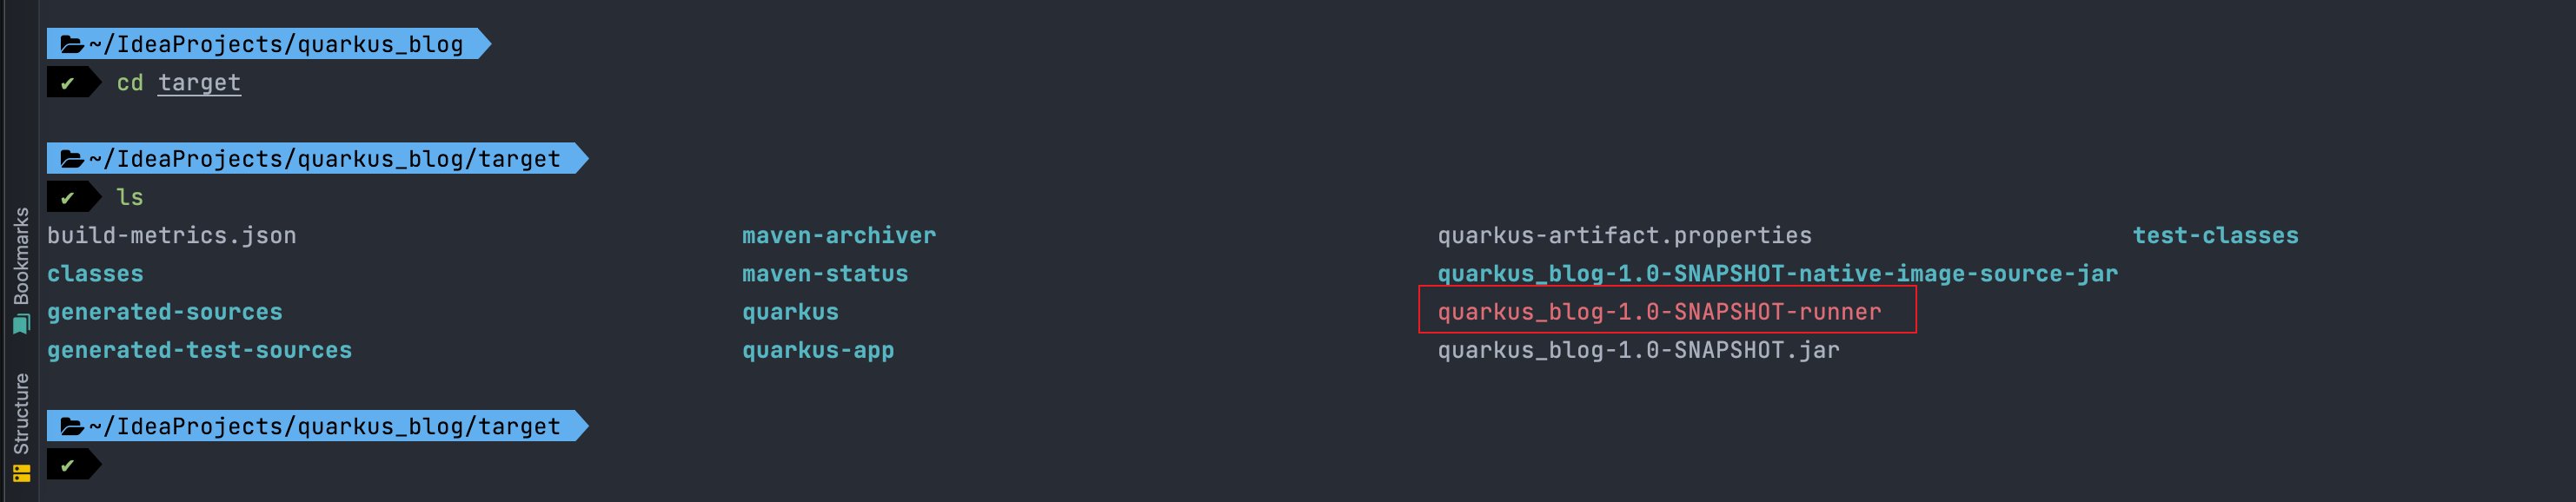 ~/IdeaProjects/quarkus_blog
✔ cd target
~/IdeaProjects/quarkus_blog/target
✔ ls
build-metrics.json maven-archiver quarkus-artifact.properties test-classes
classes maven-status quarkus_blog-1.0-SNAPSHOT-native-image-source-jar
generated-sources quarkus quarkus_blog-1.0-SNAPSHOT-runner
generated-test-sources quarkus-app quarkus_blog-1.0-SNAPSHOT.jar
~/IdeaProjects/quarkus_blog/target
✔
Bookmarks
Structure